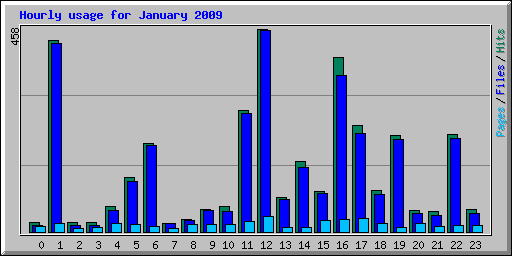 Hourly usage for January 2009
458
Pages / Files / Hits
0 1 2 3 4 5 6 7 8 9 10 11 12 13 14 15 16 17 18 19 20 21 22 23